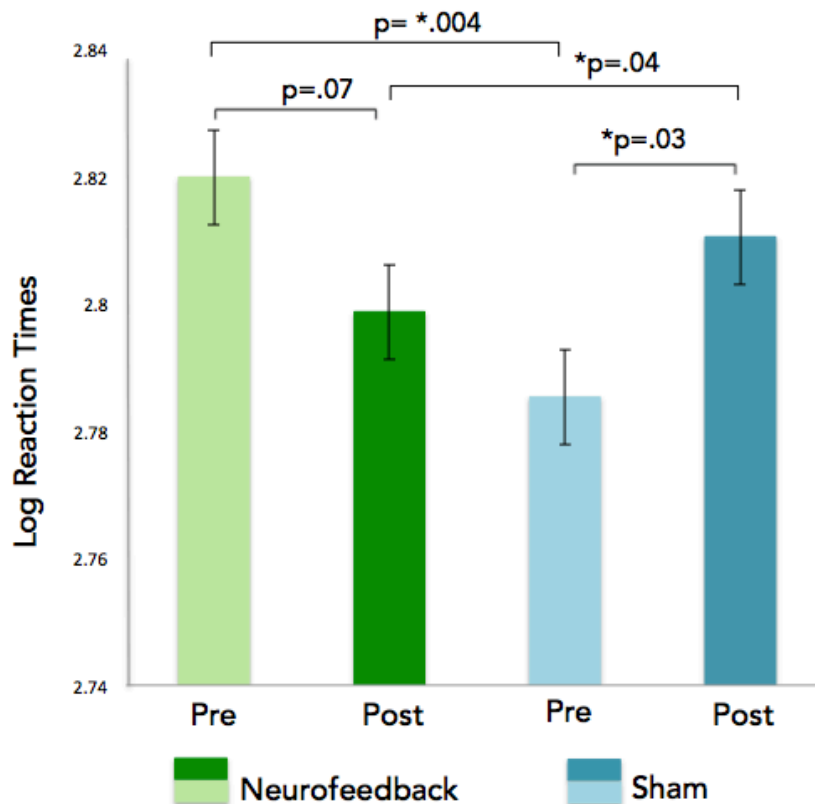 p= *.004
2.84
*p=.04
p=.07
*p=.03
2.82
2.8
2.78
2.76
2.74
Log Reaction Times
Pre Post Pre Post
Neurofeedback Sham